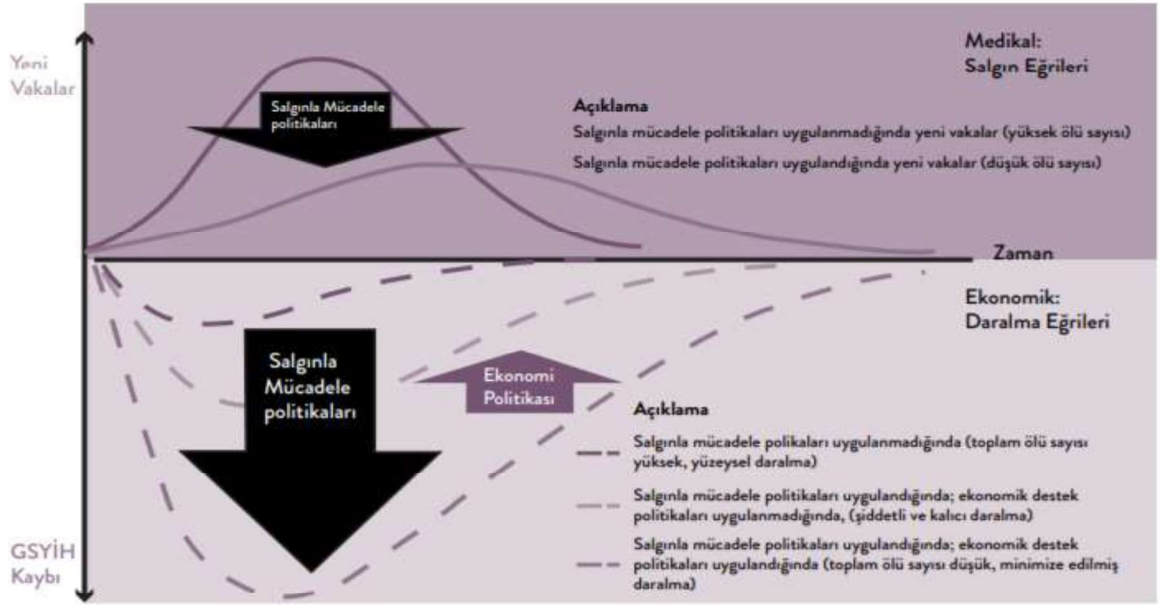 Yeni
Vakalar
Medikal:
Salgın Eğrileri
Salgınla Mücadele
politikaları
Açıklama
Salgınla mücadele politikaları uygulanmadığında yeni vakalar (yüksek ölü sayısı)
Salgınla mücadele politikaları uygulandığında yeni vakalar (düşük ölü sayısı)
Zaman
Ekonomik:
Daralma Eğrileri
Salgınla
Mücadele
politikaları
Ekonomi
Politikası
Açıklama
Salgınla mücadele polikaları uygulanmadığında (toplam ölü sayısı
yüksek, yüzeysel daralma)
Salgınla mücadele politikaları uygulandığında; ekonomik destek
politikaları uygulanmadığında, (şiddetli ve kalıcı daralma)
Salgınla mücadele politikaları uygulandığında; ekonomik destek
politikaları uygulandığında (toplam ölü sayısı düşük, minimize edilmiş
daralma)
GSYİH
Kaybı